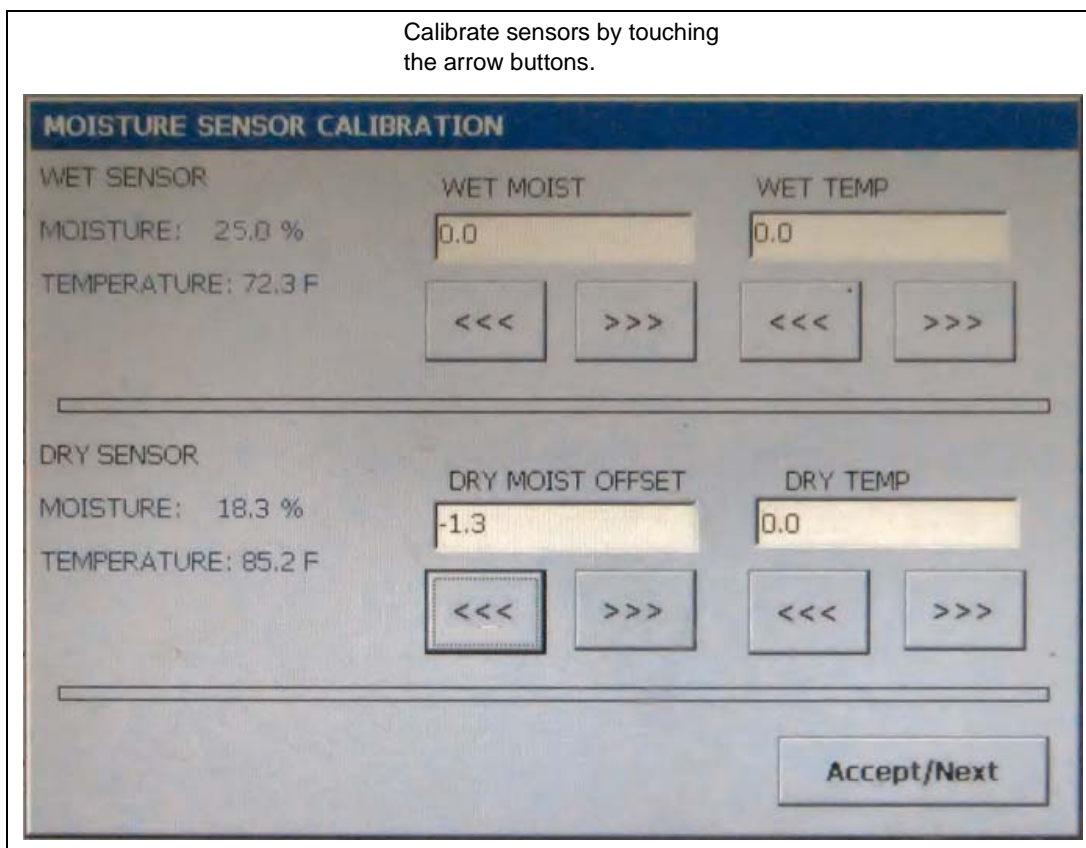 Calibrate sensors by touching
the arrow buttons.
MOISTURE SENSOR CALIBRATION
WET SENSOR
MOISTURE: 25.0 %
TEMPERATURE: 72.3 F
WET MOIST
0.0
<<< >>>
WET TEMP
0.0
<<< >>>
DRY SENSOR
MOISTURE: 18.3 %
TEMPERATURE: 85.2 F
DRY MOIST OFFSET
-1.3
<<< >>>
DRY TEMP
0.0
<<< >>>
Accept/Next